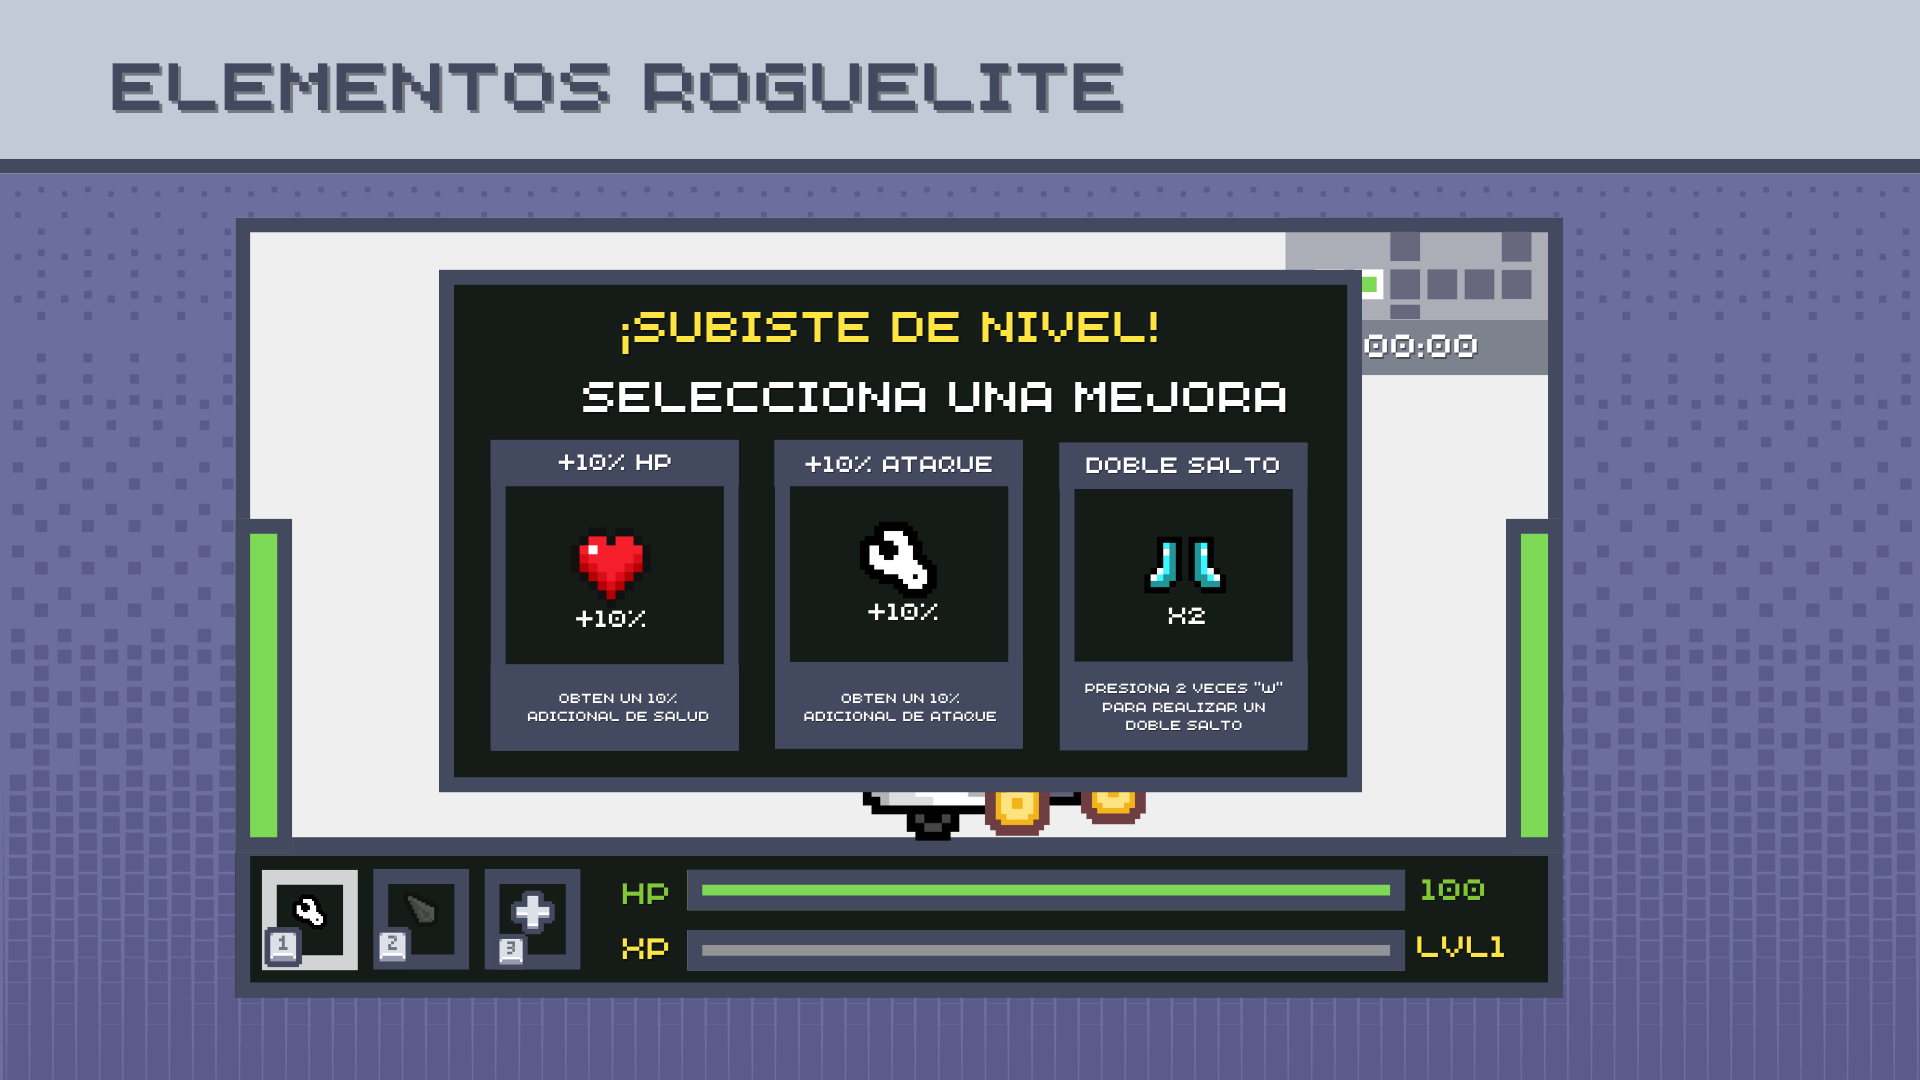 ELEMENTOS ROGUELITE
00:00
¡SUBISTE DE NIVEL!
SELECCIONA UNA MEJORA
+10% HP
+10%
OBTEN UN 10%
ADICIONAL DE SALUD
+10% ATAQUE
+10%
OBTEN UN 10%
ADICIONAL DE ATAQUE
DOBLE SALTO
X2
PRESIONA 2 VECES "W"
PARA REALIZAR UN
DOBLE SALTO
1
2
3
HP
100
XP
LVL1